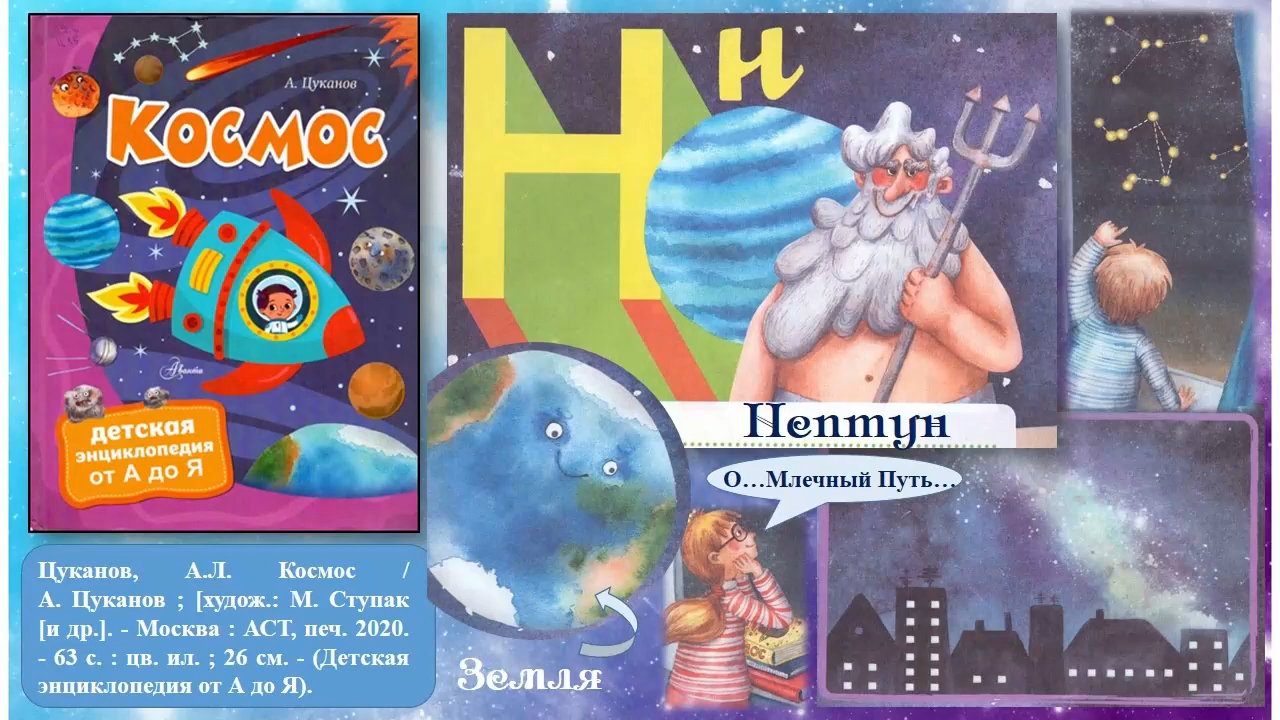 А. Цуканов
Космос
Аванта
детская
энциклопедия
от А до Я
Цуканов, А.Л. Космос /
А. Цуканов ; [худож.: М. Ступак
[и др.]. - Москва : АСТ, печ. 2020.
- 63 с. : цв. ил. ; 26 см. - (Детская
энциклопедия от А до Я).
Н н
Нептун
О…Млечный Путь…
Земля